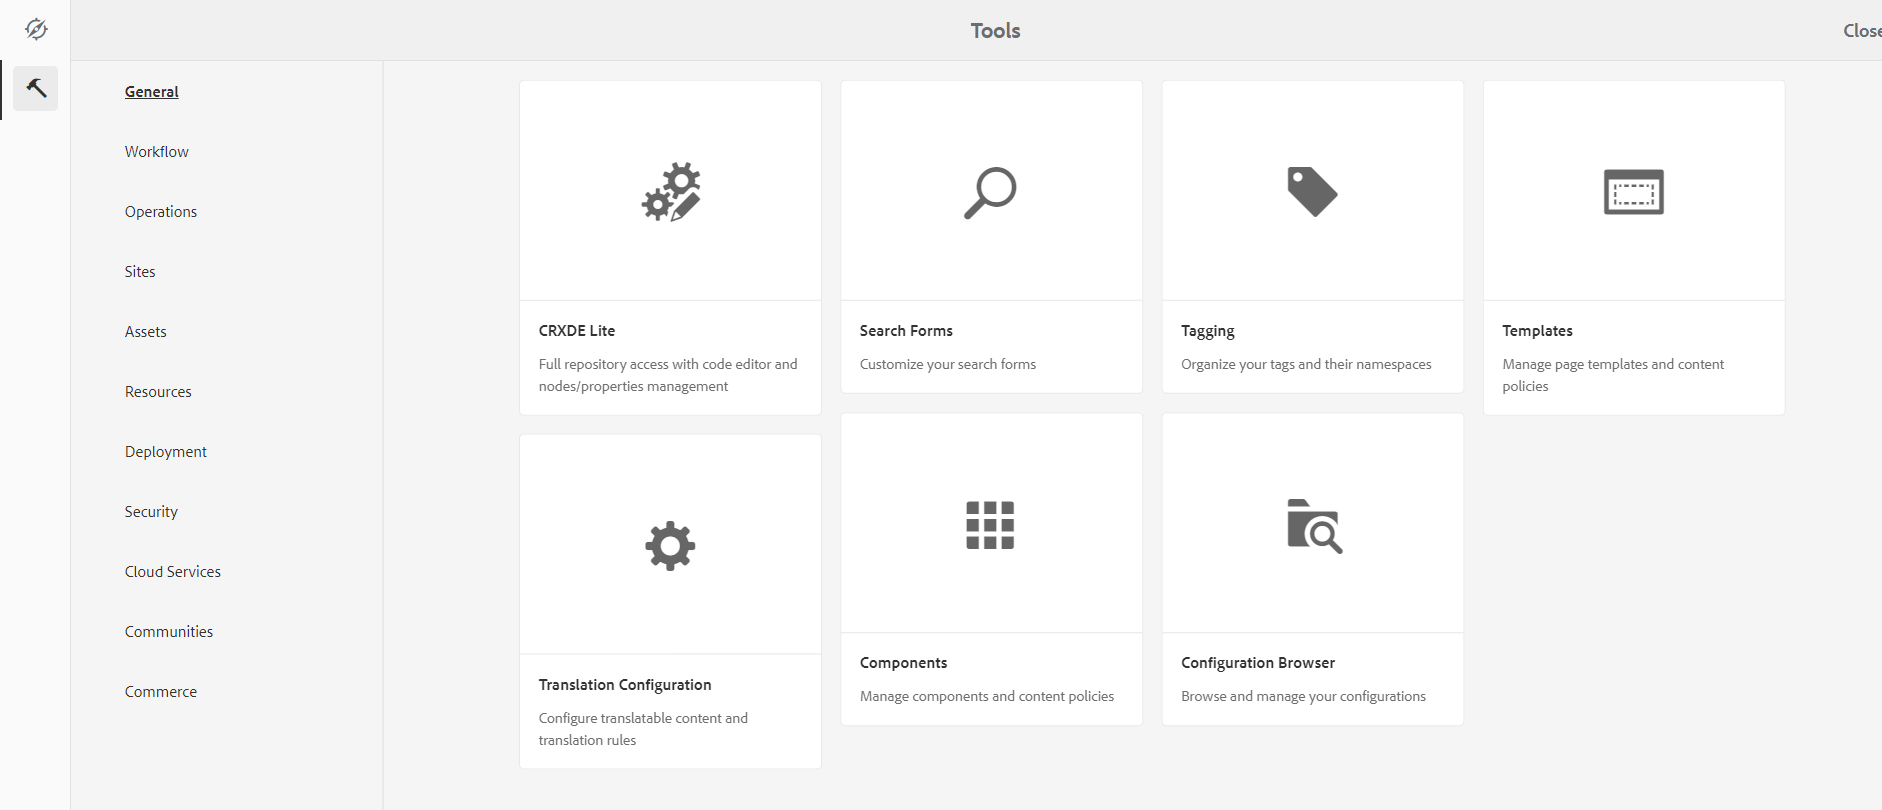 Tools
Close
General
Workflow
Operations
Sites
Assets
Resources
Deployment
Security
Cloud Services
Communities
Commerce
CRXDE Lite
Full repository access with code editor and
nodes/properties management
Search Forms
Customize your search forms
Tagging
Organize your tags and their namespaces
Templates
Manage page templates and content
policies
Translation Configuration
Configure translatable content and
translation rules
Components
Manage components and content policies
Configuration Browser
Browse and manage your configurations